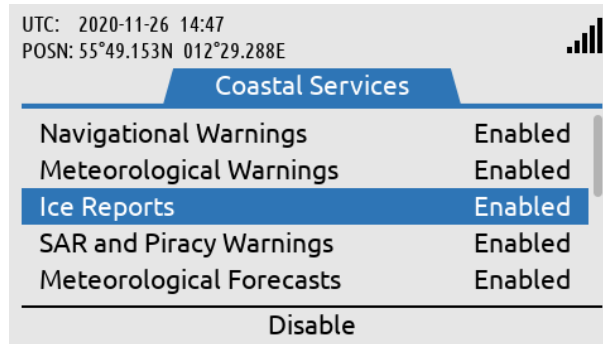 UTC: 2020-11-26 14:47
POSN: 55°49.153N 012°29.288E
Coastal Services
Navigational Warnings Enabled
Meteorological Warnings Enabled
Ice Reports Enabled
SAR and Piracy Warnings Enabled
Meteorological Forecasts Enabled
Disable